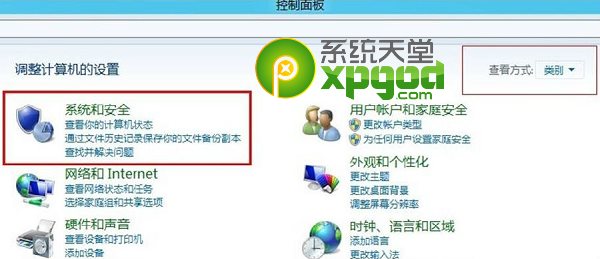 控制面板
系统天堂
xpgod.com
调整计算机的设置
查看方式: 类别
系统和安全
查看你的计算机状态
通过文件历史记录保存你的文件备份副本
查找并解决问题
网络和 Internet
查看网络状态和任务
选择家庭组和共享选项
硬件和声音
查看设备和打印机
添加设备
用户帐户和家庭安全
更改帐户类型
为任何用户设置家庭安全
外观和个性化
更改主题
更改桌面背景
调整屏幕分辨率
时钟、语言和区域
添加语言
更改输入法